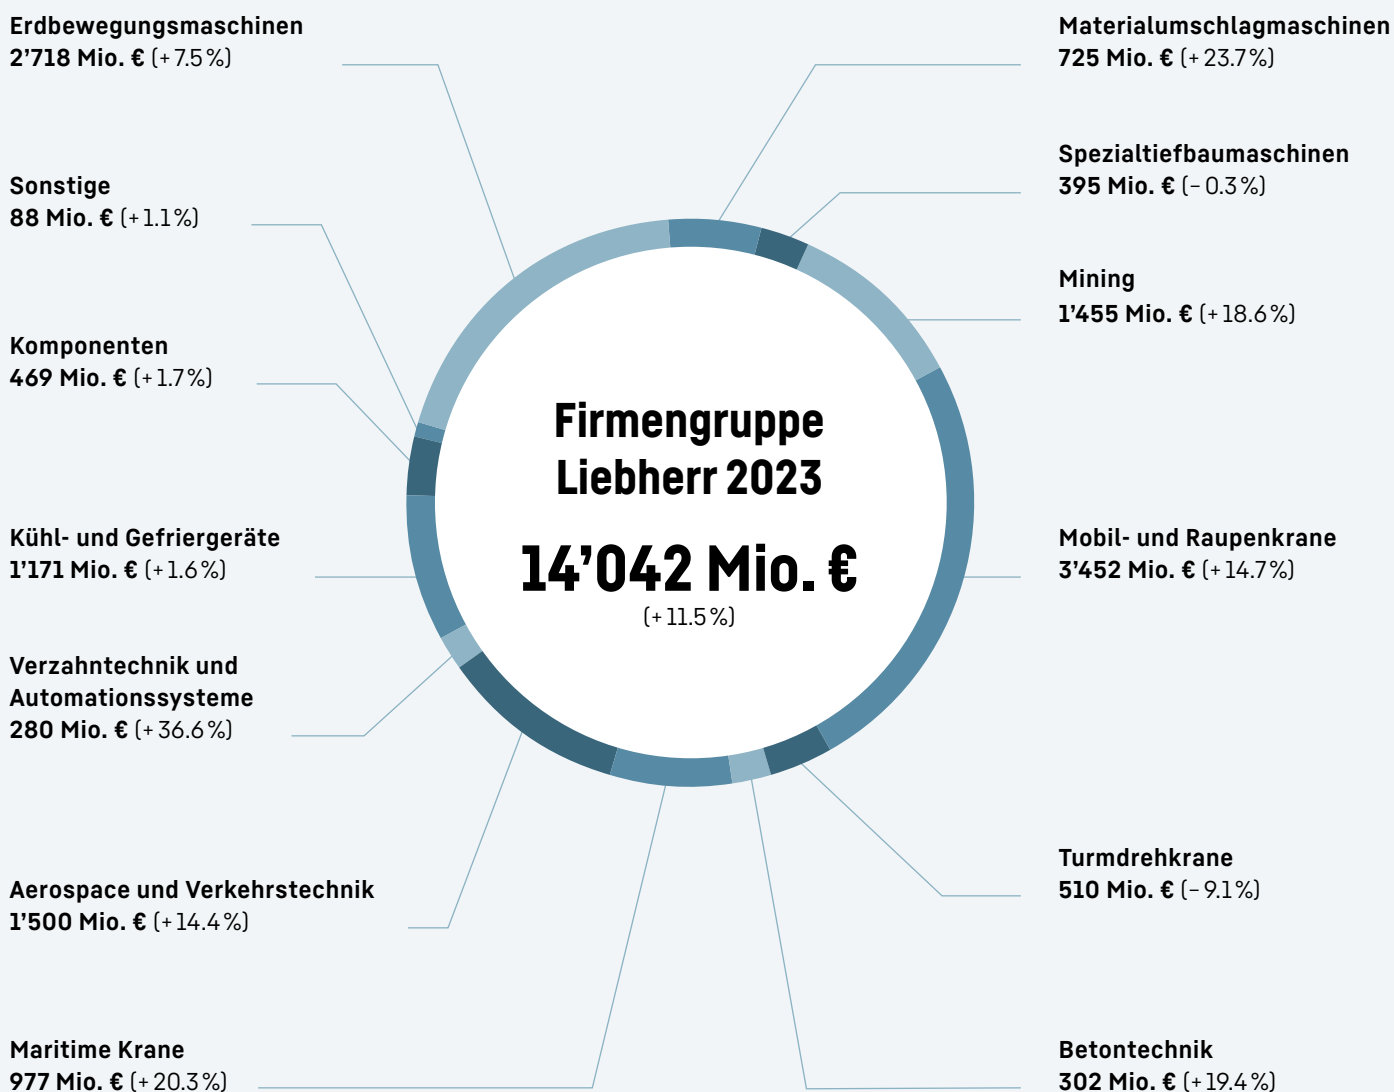 Erdbewegungsmaschinen
2’718 Mio. € (+7.5%)
Sonstige
88 Mio. € (+1.1%)
Komponenten
469 Mio. € (+1.7%)
Kühl- und Gefriergeräte
1’171 Mio. € (+1.6%)
Verzahntechnik und
Automationssysteme
280 Mio. € (+36.6%)
Aerospace und Verkehrstechnik
1’500 Mio. € (+14.4%)
Maritime Krane
977 Mio. € (+20.3%)
Firmengruppe
Liebherr 2023
14’042 Mio. €
(+11.5%)
Materialumschlagmaschinen
725 Mio. € (+23.7%)
Spezialtiefbaumaschinen
395 Mio. € (–0.3%)
Mining
1’455 Mio. € (+18.6%)
Mobil- und Raupenkrane
3’452 Mio. € (+14.7%)
Turmdrehkrane
510 Mio. € (–9.1%)
Betontechnik
302 Mio. € (+19.4%)